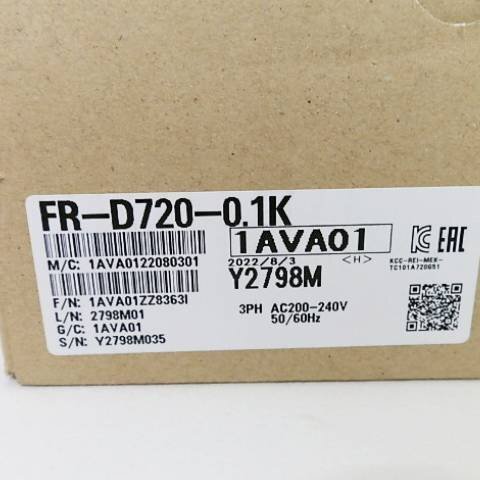 FR-D720-0.1K
1AVA01
M/C: 1AVA0122080301
2022/8/3 <H>
Y2798M
EAC
KCC-REI-MEK-
TC101A720G51
F/N: 1AVA01ZZ8363I
L/N: 2798M01
G/C: 1AVA01
S/N: Y2798M035
3PH AC200-240V
50/60Hz